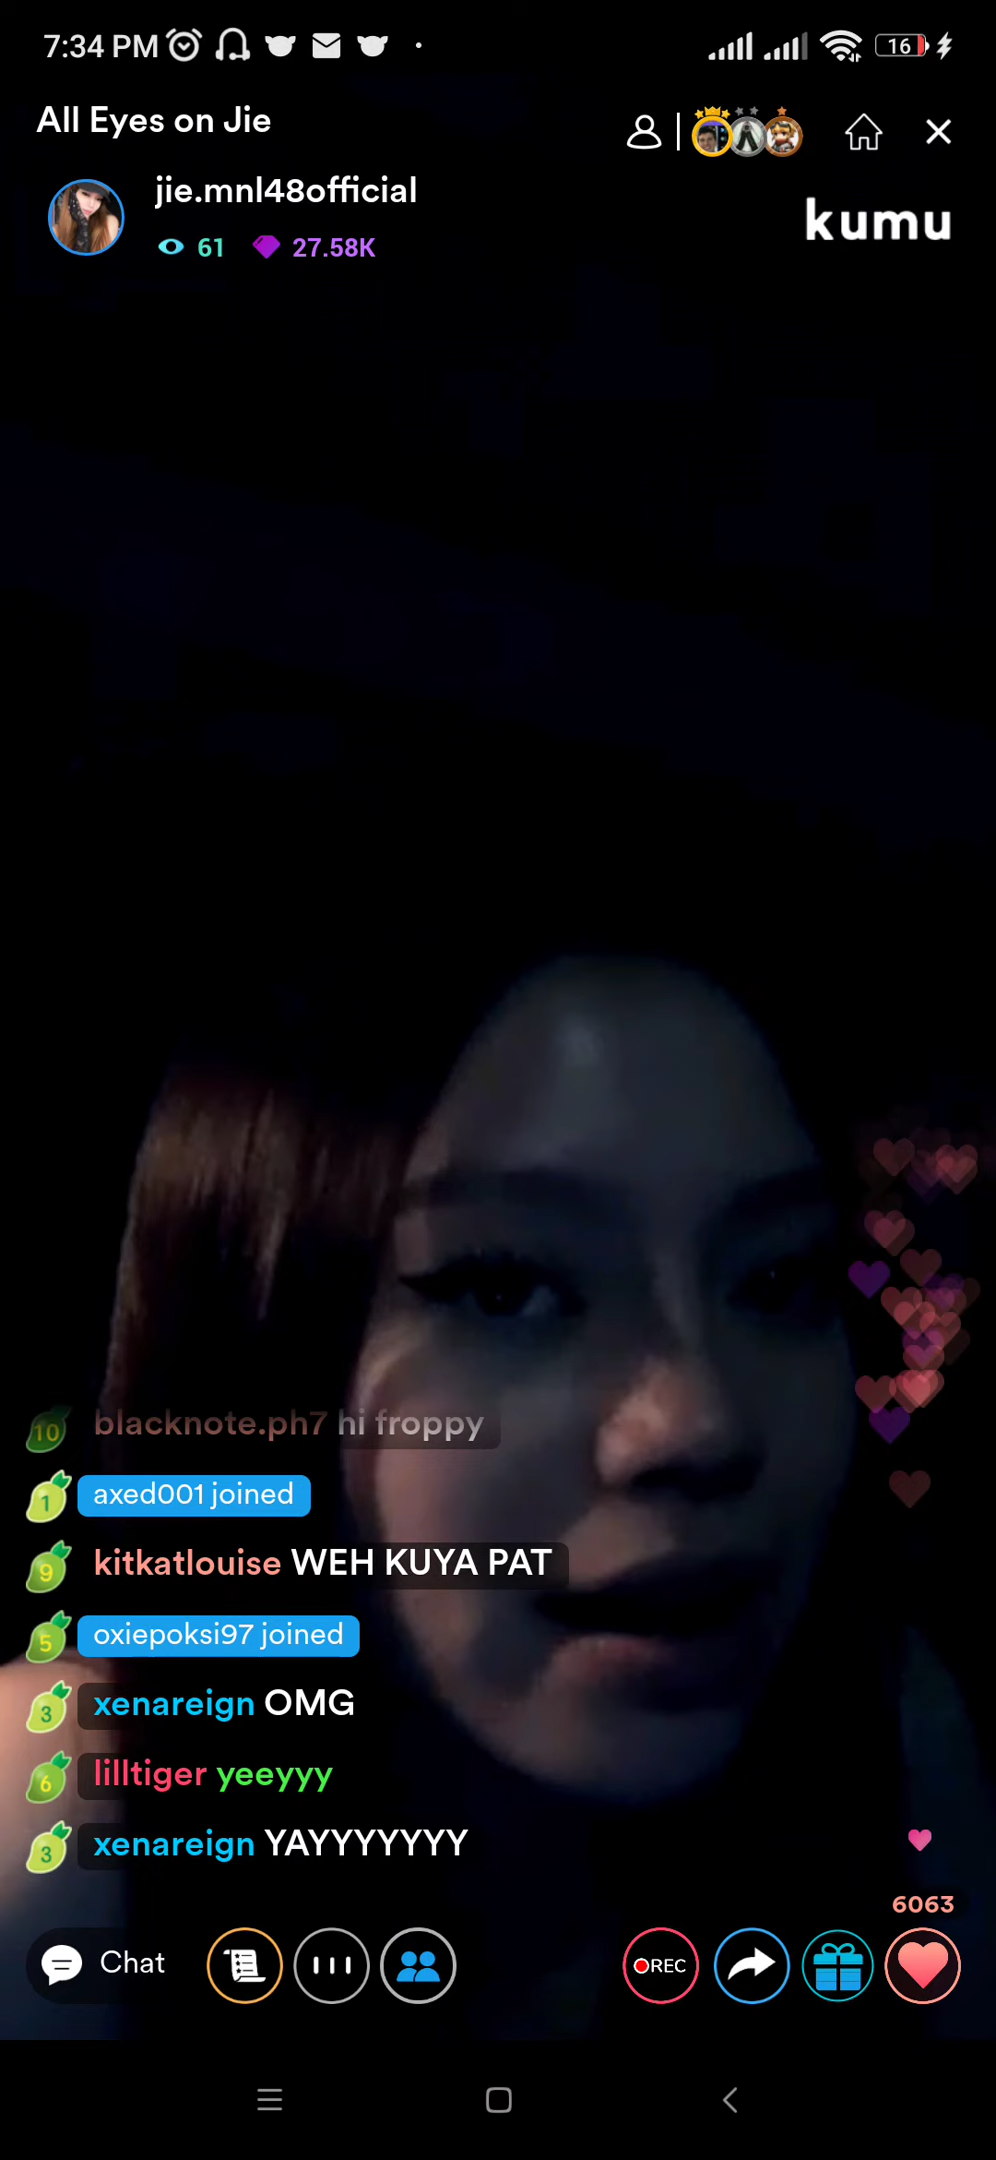 7:34 PM
16
All Eyes on Jie
jie.mnl48official
61 27.58K
kumu
10 blacknote.ph7 hi froppy
1 axed001 joined
9 kitkatlouise WEH KUYA PAT
5 oxiepoksi97 joined
3 xenareign OMG
6 lilltiger yeeyyy
3 xenareign YAYYYYYYY
6063
Chat
REC